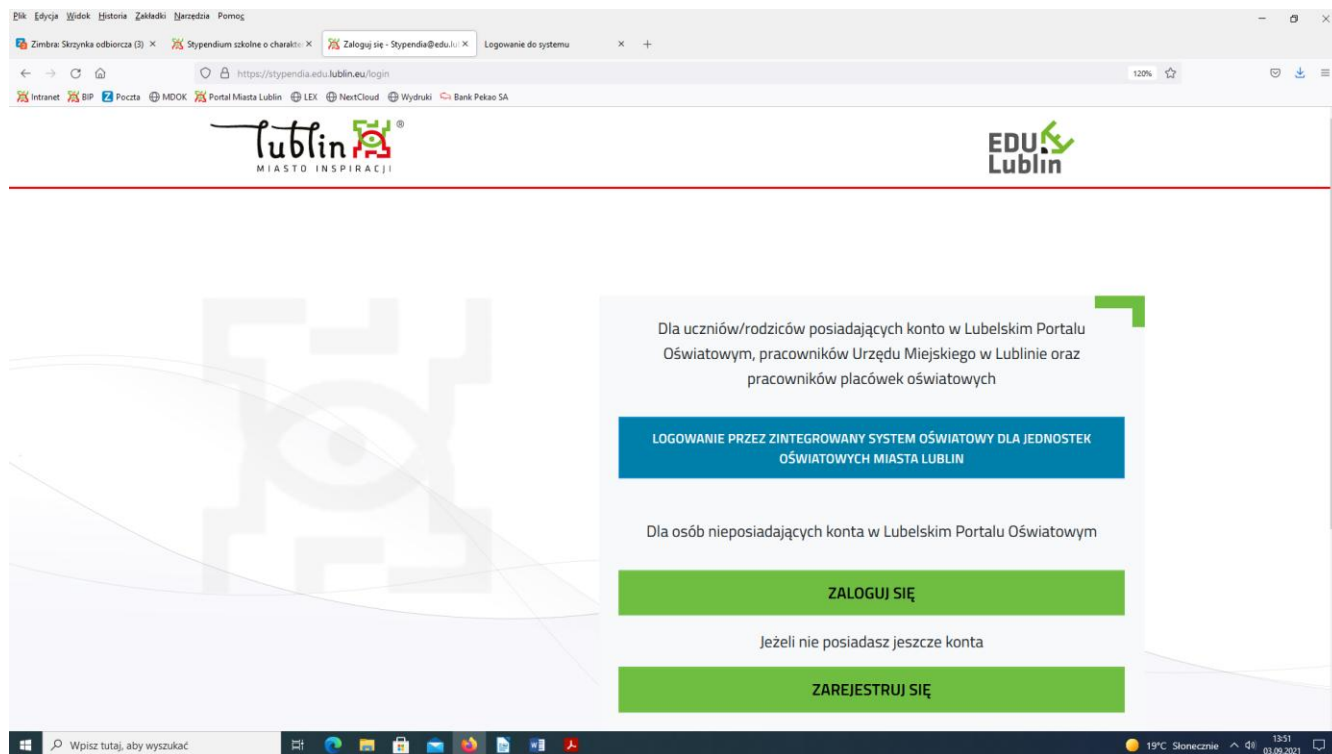 Plik Edycja Widok Historia Zakładki Narzędzia Pomoc
Zimbra: Skrzynka odbiorcza (3)
Stypendium szkolne o charakte
Zaloguj się - Stypendia@edu.lu
Logowanie do systemu
https://stypendia.edu.lublin.eu/login
120%
Intranet BIP Poczta MDOK Portal Miasta Lublin LEX NextCloud Wydruki Bank Pekao SA
lublin ®
MIASTO INSPIRACJI
EDU
Lublin
Dla uczniów/rodziców posiadających konto w Lubelskim Portalu
Oświatowym, pracowników Urzędu Miejskiego w Lublinie oraz
pracowników placówek oświatowych
LOGOWANIE PRZEZ ZINTEGROWANY SYSTEM OŚWIATOWY DLA JEDNOSTEK
OŚWIATOWYCH MIASTA LUBLIN
Dla osób nieposiadających konta w Lubelskim Portalu Oświatowym
ZALOGUJ SIĘ
Jeżeli nie posiadasz jeszcze konta
ZAREJESTRUJ SIĘ
Wpisz tutaj, aby wyszukać
19°C Słonecznie
13:51
03.09.2021